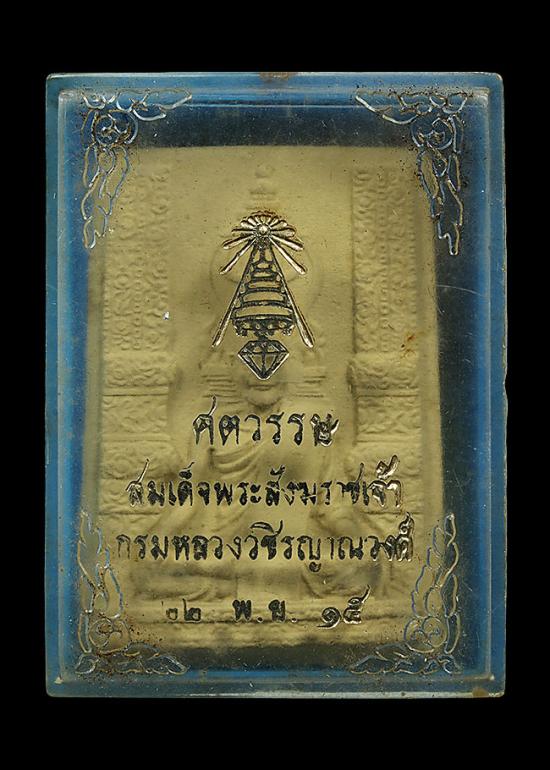 ศตวรรษ
สมเด็จพระสังฆราชเจ้า
กรมหลวงวชิรญาณวงศ์
๒๒ พ.ย. ๑๕